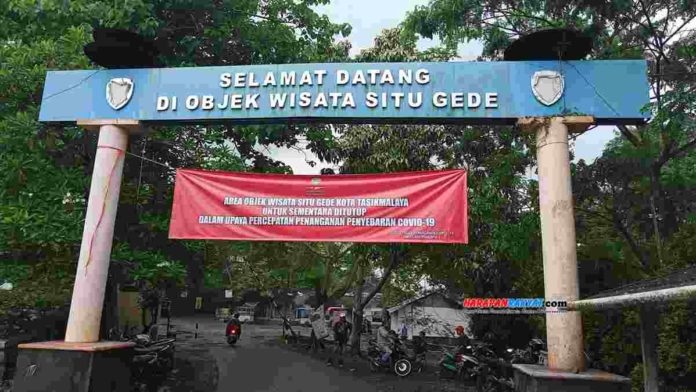 SELAMAT DATANG
DI OBJEK WISATA SITU GEDE
AREA OBJEK WISATA SITU GEDE KOTA TASIKMALAYA
UNTUK SEMENTARA DITUTUP
DALAM UPAYA PERCEPATAN PENANGANAN PENYEBARAN COVID-19
HARAPANRAKYAT.com